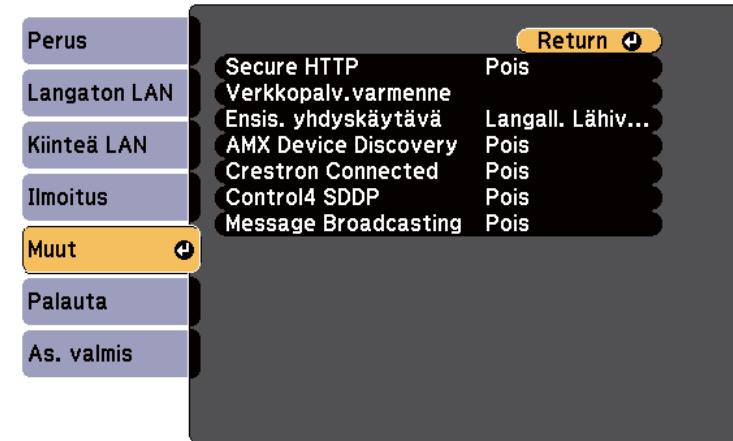 Perus
Langaton LAN
Kiinteä LAN
Ilmoitus
Muut
Palauta
As. valmis
Return
Secure HTTP Pois
Verkkopalv.varmenne
Ensis. yhdyskäytävä Langall. Lähiv...
AMX Device Discovery Pois
Crestron Connected Pois
Control4 SDDP Pois
Message Broadcasting Pois